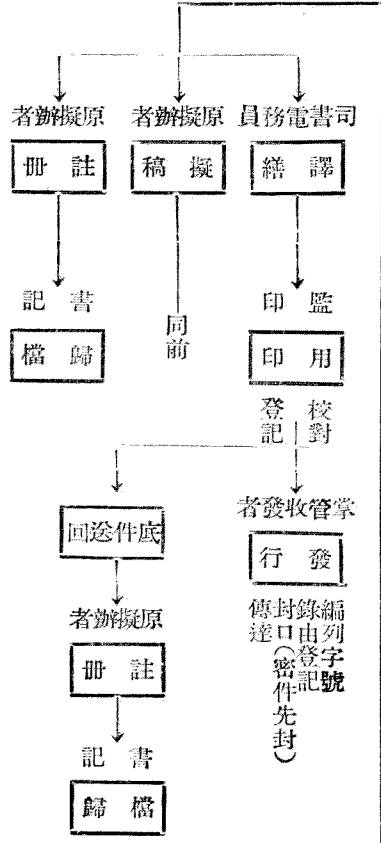 司書電務員
譯繕
監印
用印
校對
登記
掌管收發者
發行
編列字號
錄由登記
封口（密件先封）
傳達
底件送回
原擬辦者
註冊
書記
歸檔
原擬辦者
擬稿
同前
原擬辦者
註冊
書記
歸檔